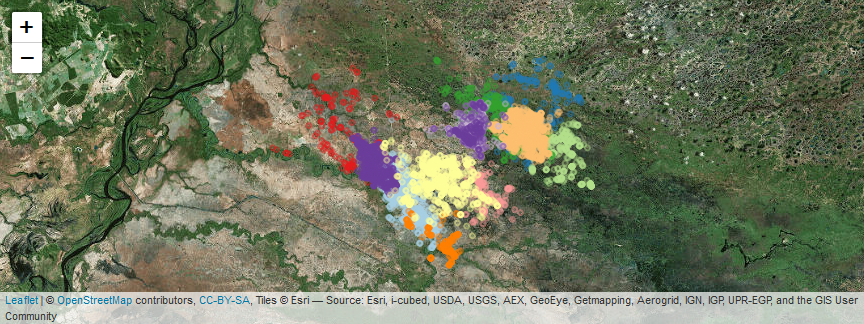 +
−
Leaflet | © OpenStreetMap contributors, CC-BY-SA, Tiles © Esri — Source: Esri, i-cubed, USDA, USGS, AEX, GeoEye, Getmapping, Aerogrid, IGN, IGP, UPR-EGP, and the GIS User
Community